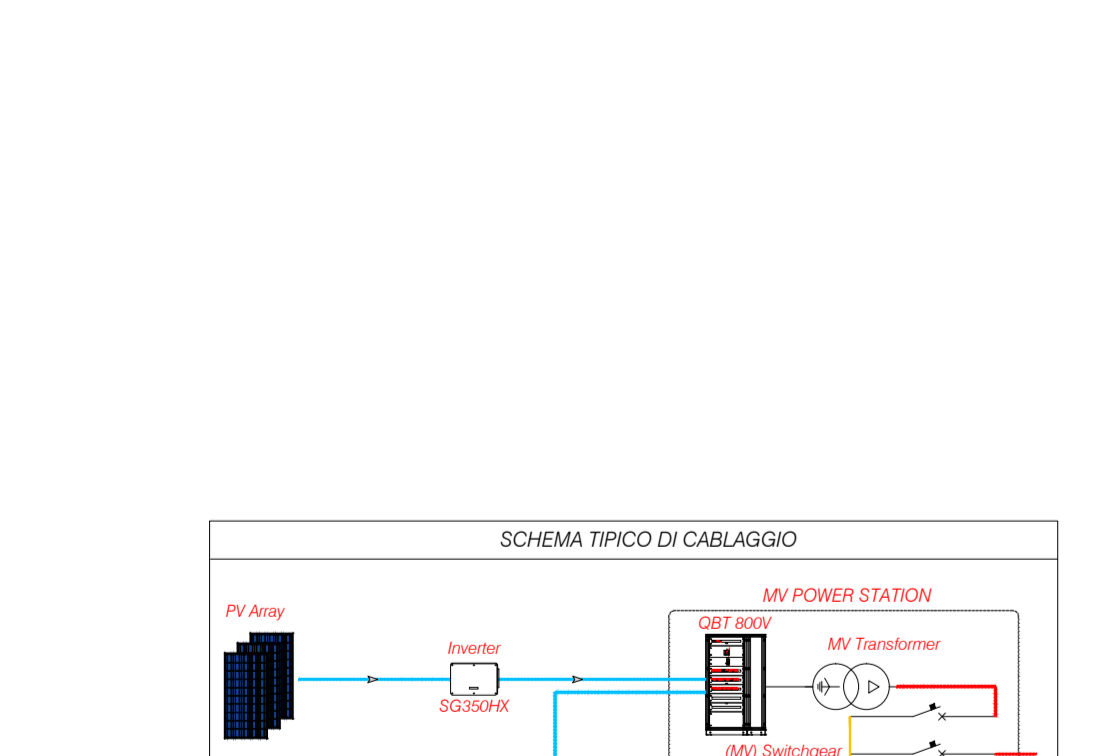 SCHEMA TIPICO DI CABLAGGIO
MV POWER STATION
PV Array
QBT 800V
Inverter
MV Transformer
SG350HX
(MV) Switchgear